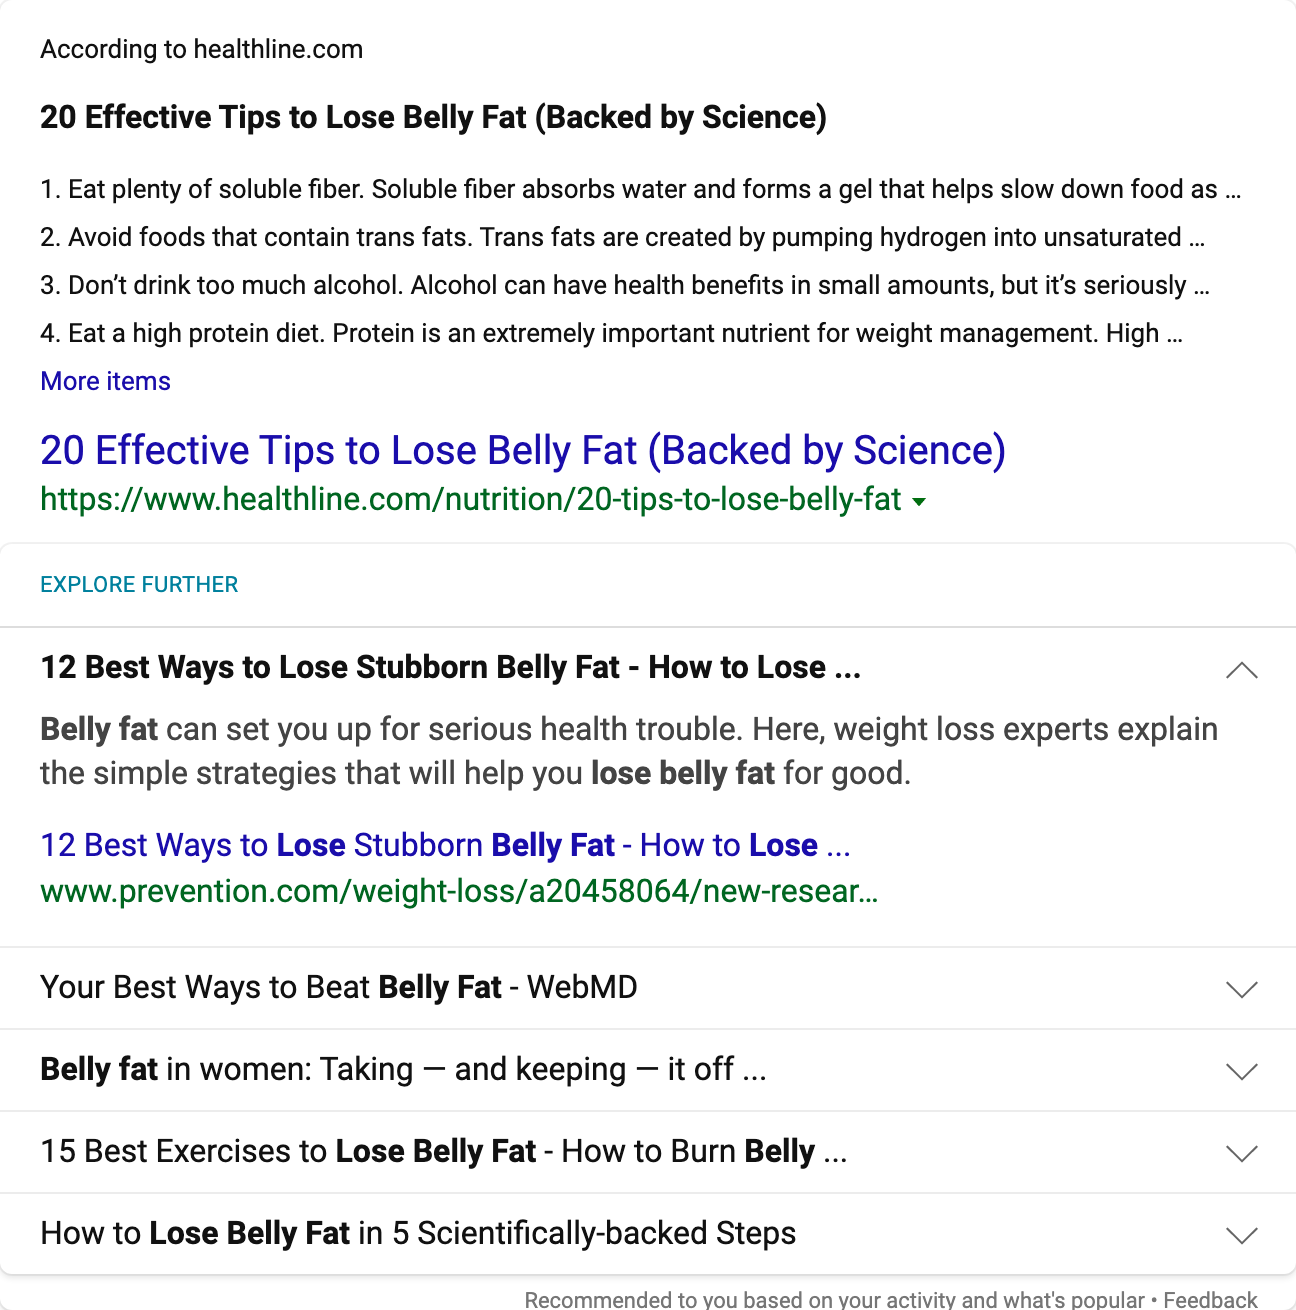 According to healthline.com
20 Effective Tips to Lose Belly Fat (Backed by Science)
1. Eat plenty of soluble fiber. Soluble fiber absorbs water and forms a gel that helps slow down food as ...
2. Avoid foods that contain trans fats. Trans fats are created by pumping hydrogen into unsaturated ...
3. Don’t drink too much alcohol. Alcohol can have health benefits in small amounts, but it’s seriously ...
4. Eat a high protein diet. Protein is an extremely important nutrient for weight management. High ...
More items
20 Effective Tips to Lose Belly Fat (Backed by Science)
https://www.healthline.com/nutrition/20-tips-to-lose-belly-fat
EXPLORE FURTHER
12 Best Ways to Lose Stubborn Belly Fat - How to Lose ...
Belly fat can set you up for serious health trouble. Here, weight loss experts explain
the simple strategies that will help you lose belly fat for good.
12 Best Ways to Lose Stubborn Belly Fat - How to Lose ...
www.prevention.com/weight-loss/a20458064/new-resear...
Your Best Ways to Beat Belly Fat - WebMD
Belly fat in women: Taking — and keeping — it off ...
15 Best Exercises to Lose Belly Fat - How to Burn Belly ...
How to Lose Belly Fat in 5 Scientifically-backed Steps
Recommended to you based on your activity and what's popular • Feedback